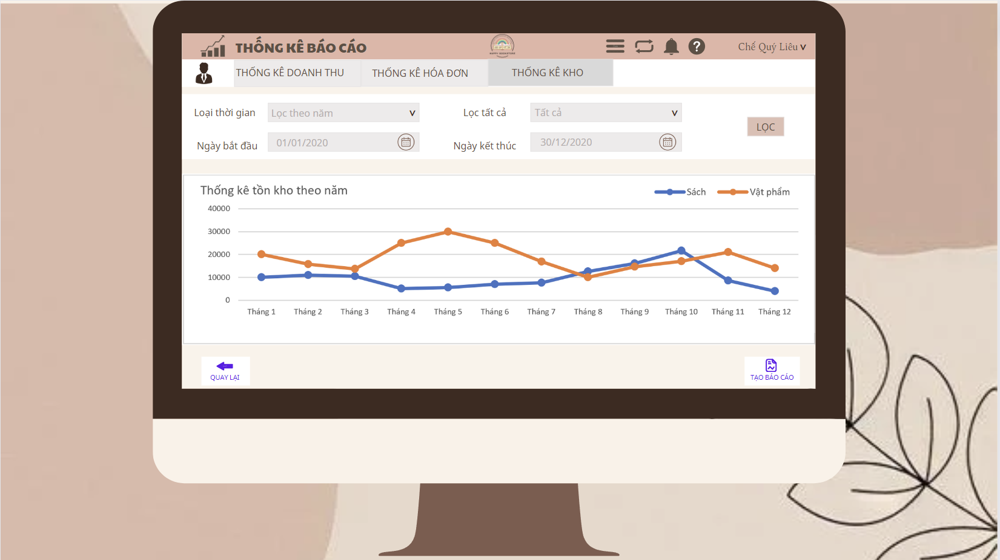 THỐNG KÊ BÁO CÁO
HAPPY BOOKSTORE
Chế Quý Liêu
THỐNG KÊ DOANH THU
THỐNG KÊ HÓA ĐƠN
THỐNG KÊ KHO
Loại thời gian
Lọc theo năm
Lọc tất cả
Tất cả
LỌC
Ngày bắt đầu
01/01/2020
Ngày kết thúc
30/12/2020
Thống kê tồn kho theo năm
Sách
Vật phẩm
40000
30000
20000
10000
0
Tháng 1
Tháng 2
Tháng 3
Tháng 4
Tháng 5
Tháng 6
Tháng 7
Tháng 8
Tháng 9
Tháng 10
Tháng 11
Tháng 12
QUAY LẠI
TẠO BÁO CÁO